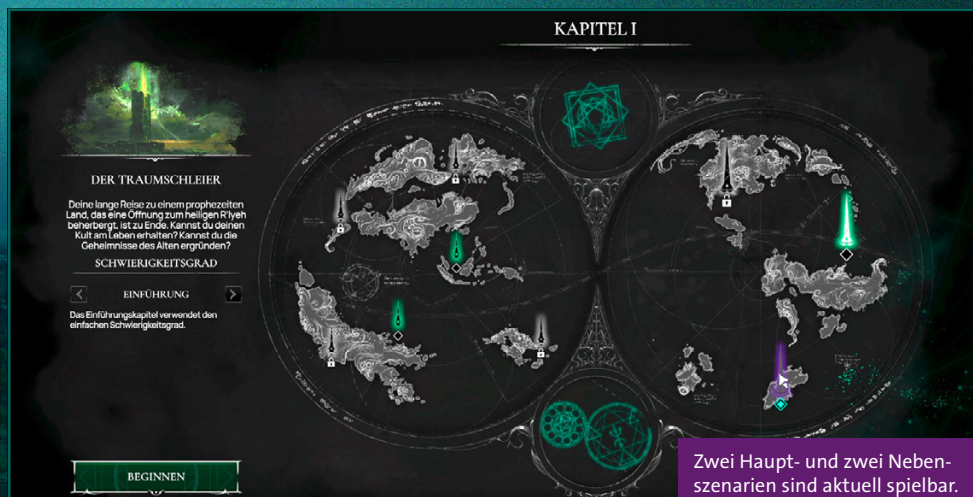 KAPITEL I
DER TRAUMSCHLEIER
Deine lange Reise zu einem prophezeiten
Land, das eine Öffnung zum heiligen R'lyeh
beherbergt, ist zu Ende. Kannst du deinen
Kult am Leben erhalten? Kannst du die
Geheimnisse des Alten ergründen?
SCHWIERIGKEITSGRAD
EINFÜHRUNG
Das Einführungskapitel verwendet den
einfachen Schwierigkeitsgrad.
BEGINNEN
Zwei Haupt- und zwei Neben-
szenarien sind aktuell spielbar.